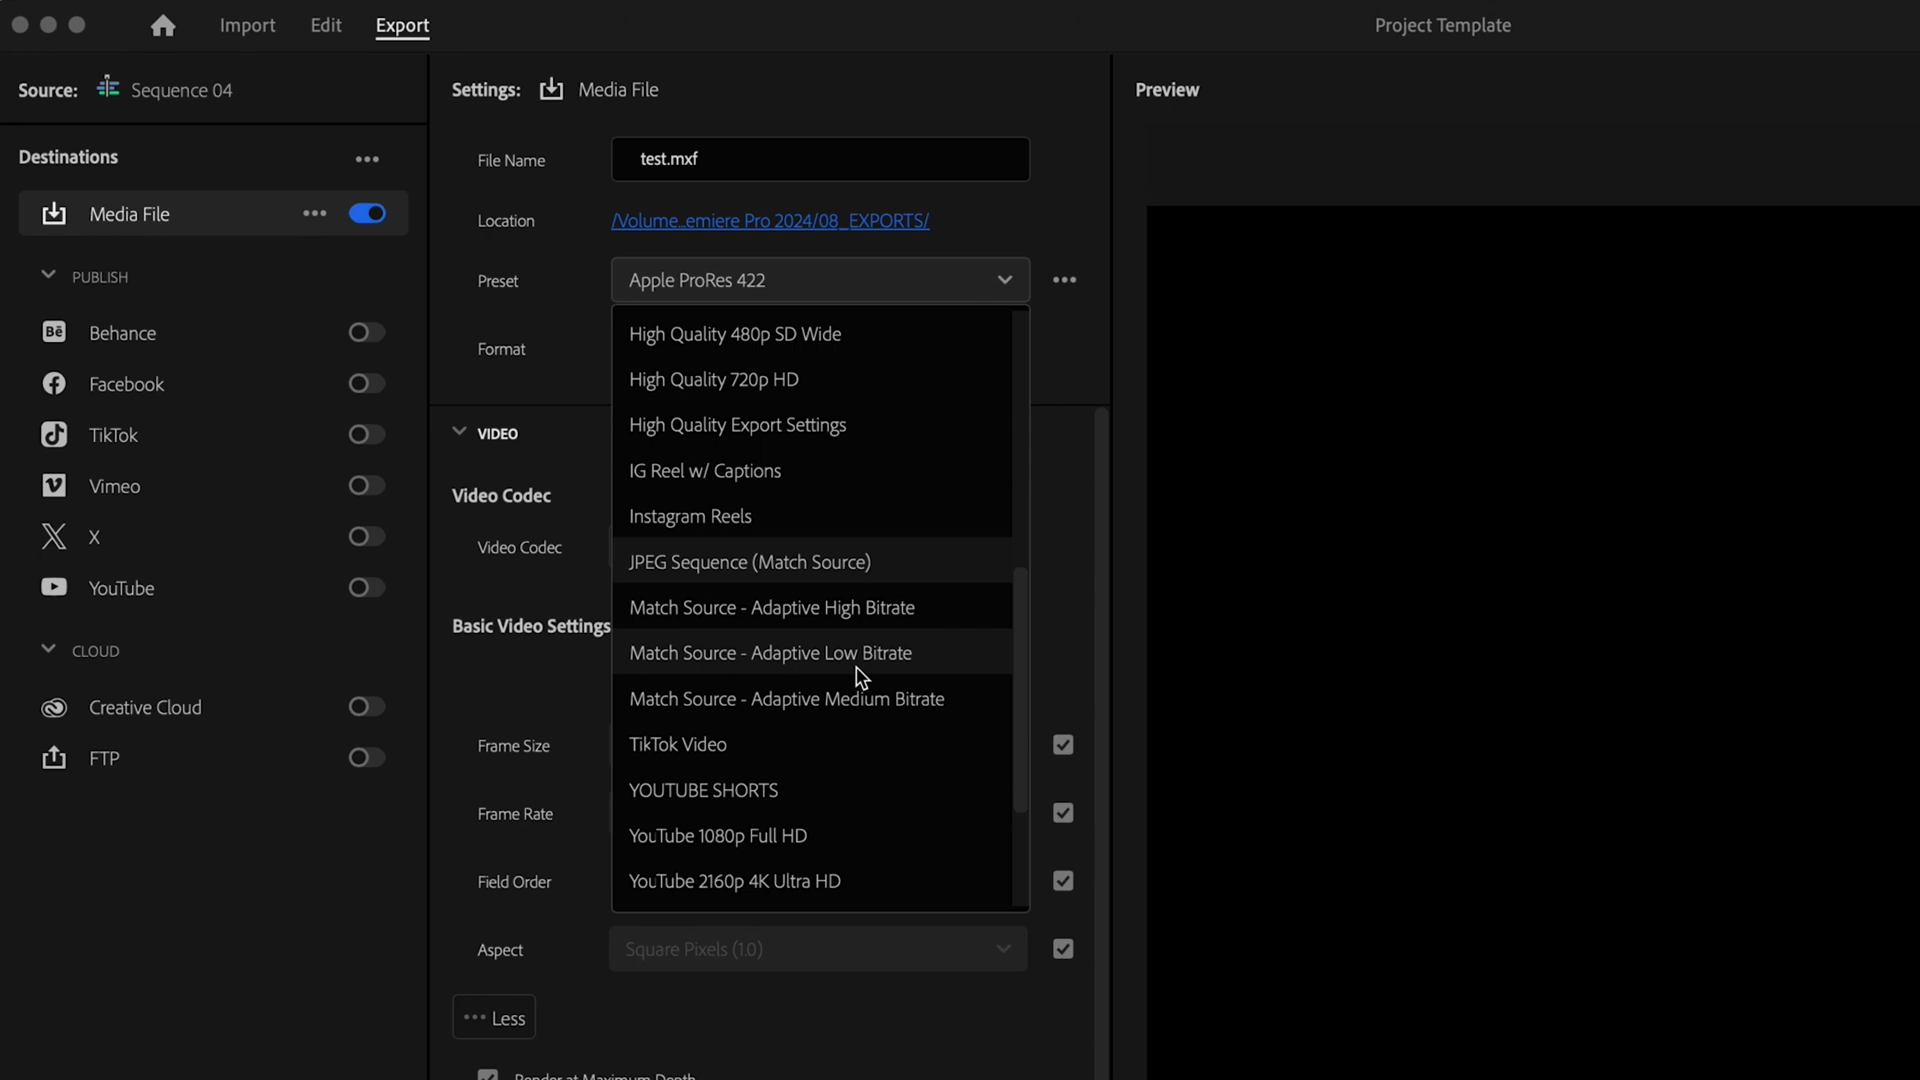 Import
Edit
Export
Project Template
Source:
Sequence 04
Destinations
Media File
PUBLISH
Bē
Behance
Facebook
TikTok
Vimeo
X
YouTube
CLOUD
Creative Cloud
FTP
Settings:
Media File
File Name
test.mxf
Location
/Volume...emiere Pro 2024/08_EXPORTS/
Preset
Apple ProRes 422
Format
High Quality 480p SD Wide
High Quality 720p HD
High Quality Export Settings
IG Reel w/ Captions
Instagram Reels
JPEG Sequence (Match Source)
Match Source - Adaptive High Bitrate
Match Source - Adaptive Low Bitrate
Match Source - Adaptive Medium Bitrate
TikTok Video
YOUTUBE SHORTS
YouTube 1080p Full HD
YouTube 2160p 4K Ultra HD
VIDEO
Video Codec
Video Codec
Basic Video Settings
Frame Size
Frame Rate
Field Order
Aspect
Square Pixels (1.0)
Less
Render at Maximum Depth
Preview